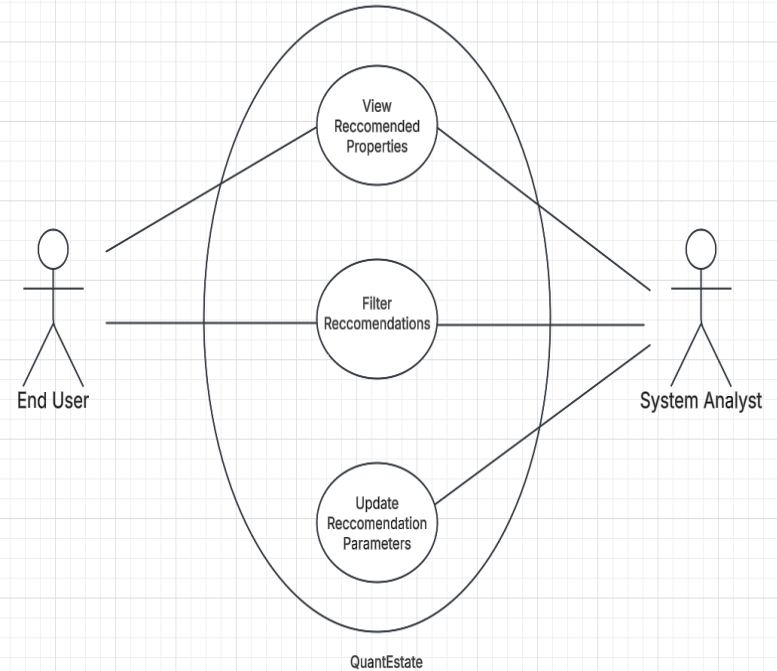 View
Reccomended
Properties
Filter
Reccomendations
End User
System Analyst
Update
Reccomendation
Parameters
QuantEstate